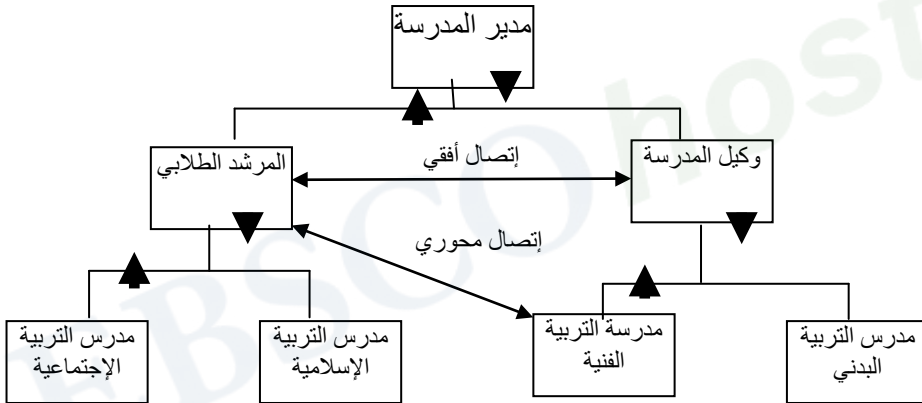 مدير المدرسة
المرشد الطلابي
إتصال أفقي
وكيل المدرسة
إتصال محوري
مدرس التربية
الإجتماعية
مدرس التربية
الإسلامية
مدرسة التربية
الفنية
مدرس التربية
البدني
EBSCOhost